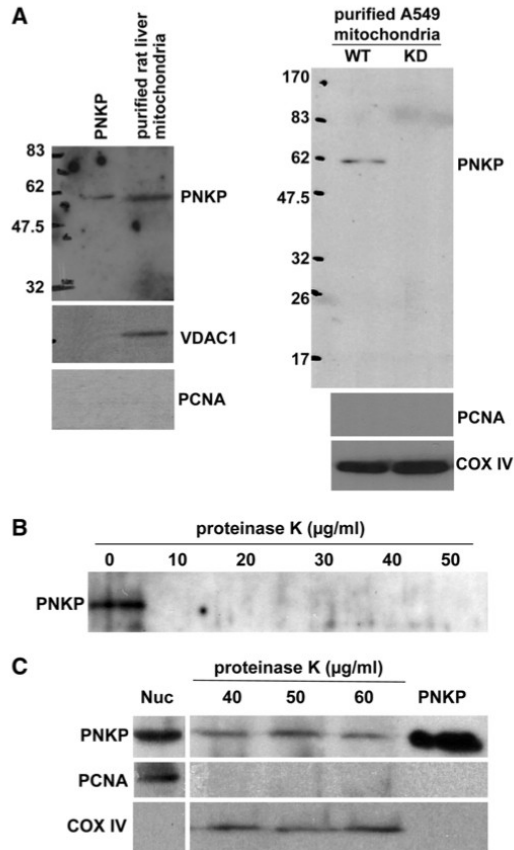 A
PNKP
purified rat liver
mitochondria
83
62
47.5
32
PNKP
VDAC1
PCNA
purified A549
mitochondria
WT KD
170
83
62
47.5
32
26
17
PNKP
PCNA
COX IV
B
proteinase K (µg/ml)
0 10 20 30 40 50
PNKP
C
proteinase K (µg/ml)
Nuc 40 50 60 PNKP
PNKP
PCNA
COX IV